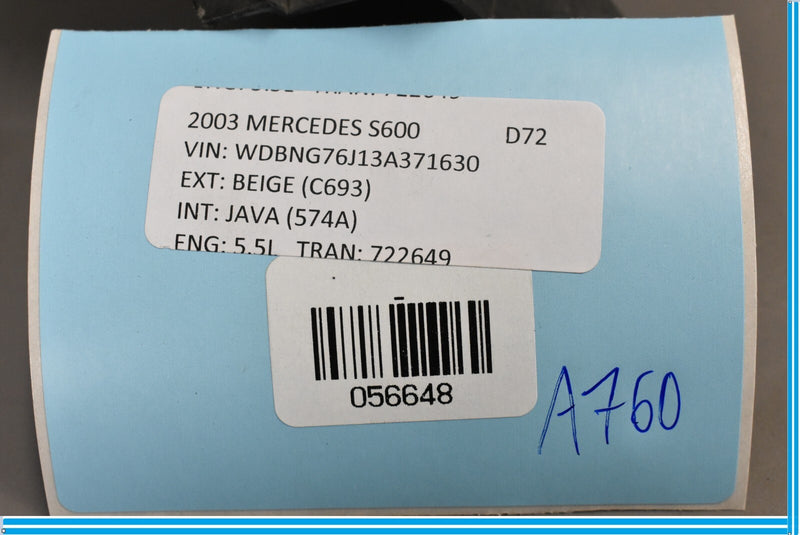 2003 MERCEDES S600 D72
VIN: WDBNG76J13A371630
EXT: BEIGE (C693)
INT: JAVA (574A)
ENG: 5.5L TRAN: 722649
056648
A760